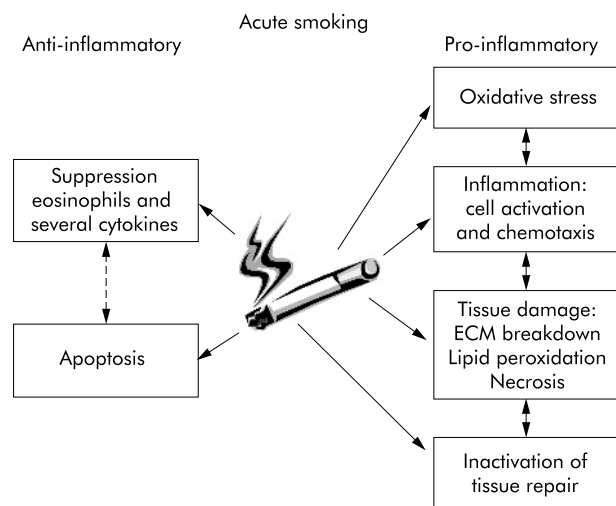 Acute smoking
Anti-inflammatory
Pro-inflammatory
Oxidative stress
Suppression
eosinophils and
several cytokines
Inflammation:
cell activation
and chemotaxis
Apoptosis
Tissue damage:
ECM breakdown
Lipid peroxidation
Necrosis
Inactivation of
tissue repair